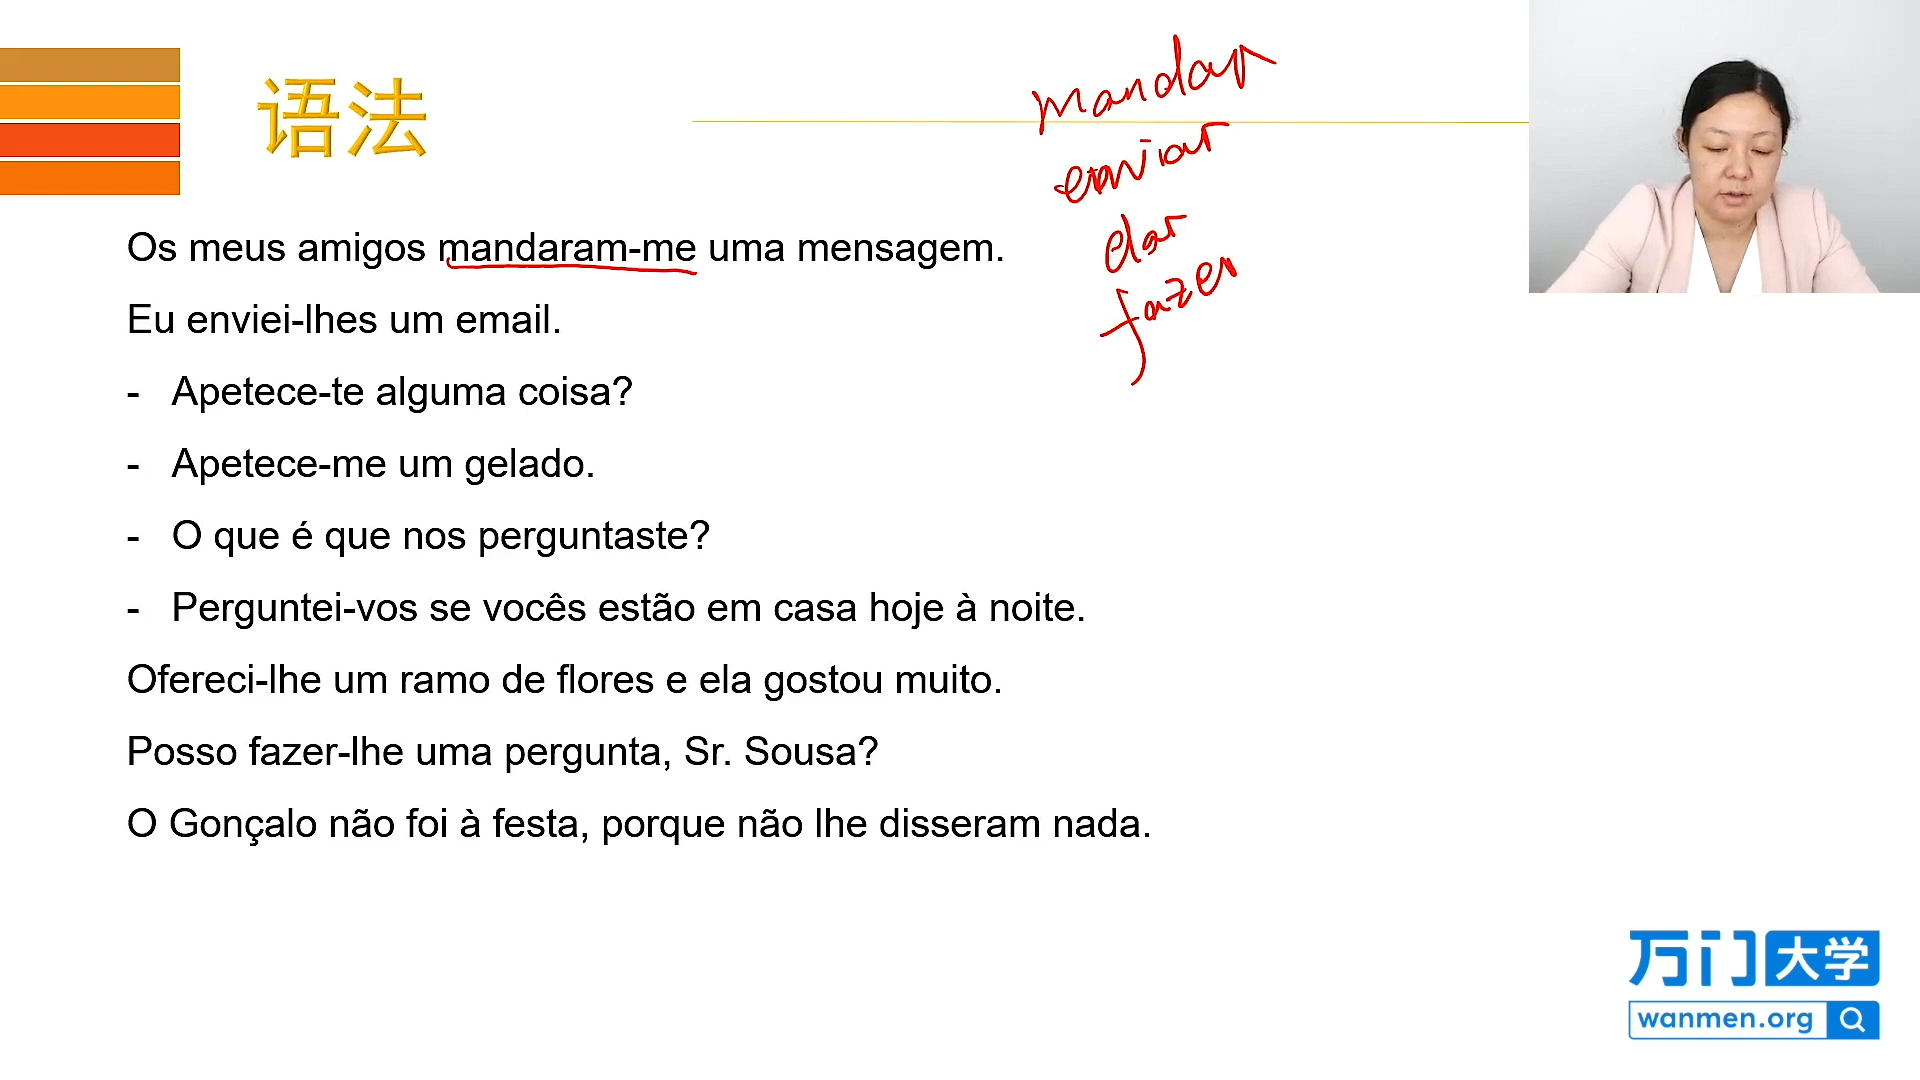 语法
mandar
enviar
dar
fazer
Os meus amigos mandaram-me uma mensagem.
Eu enviei-lhes um email.
- Apetece-te alguma coisa?
- Apetece-me um gelado.
- O que é que nos perguntaste?
- Perguntei-vos se vocês estão em casa hoje à noite.
Ofereci-lhe um ramo de flores e ela gostou muito.
Posso fazer-lhe uma pergunta, Sr. Sousa?
O Gonçalo não foi à festa, porque não lhe disseram nada.
万门大学
wanmen.org